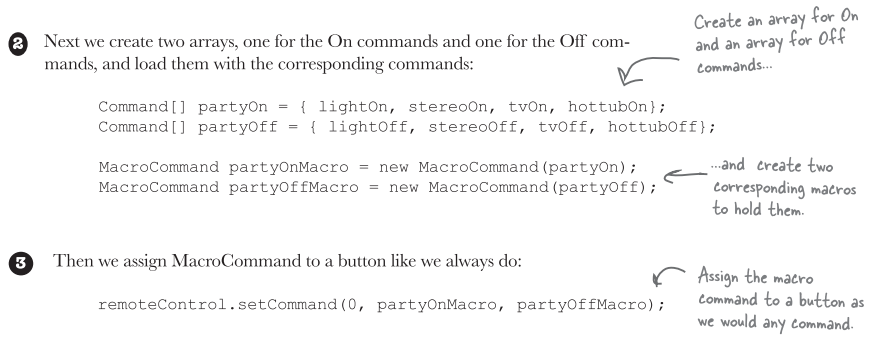 2 Next we create two arrays, one for the On commands and one for the Off com-
mands, and load them with the corresponding commands:
Create an array for On
and an array for Off
commands...
Command[] partyOn = { lightOn, stereoOn, tvOn, hottubOn};
Command[] partyOff = { lightOff, stereoOff, tvOff, hottubOff};
MacroCommand partyOnMacro = new MacroCommand(partyOn);
MacroCommand partyOffMacro = new MacroCommand(partyOff);
...and create two
corresponding macros
to hold them.
3 Then we assign MacroCommand to a button like we always do:
remoteControl.setCommand(0, partyOnMacro, partyOffMacro);
Assign the macro
command to a button as
we would any command.